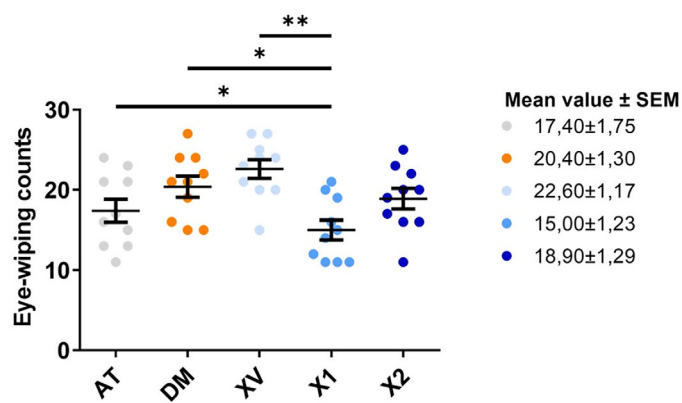 **
*
*
Mean value ± SEM
17,40±1,75
20,40±1,30
22,60±1,17
15,00±1,23
18,90±1,29
Eye-wiping counts
30
20
10
0
AT
DM
XV
X1
X2